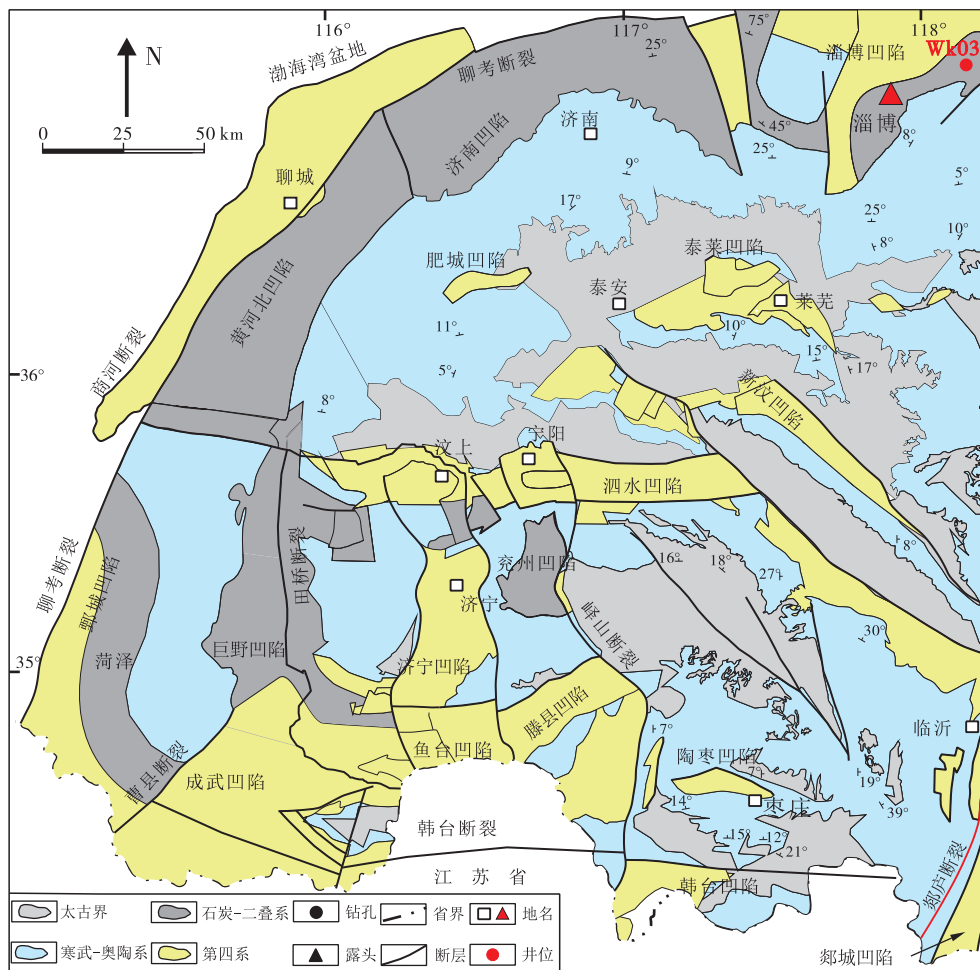 116°
117°
118°
75°
25°
Wk03
淄博凹陷
渤海湾盆地
聊考断裂
N
0
25
50 km
济南
济南凹陷
淄博
45°
25°
8°
9°
5°
聊城
17°
25°
8°
10°
肥城凹陷
泰莱凹陷
泰安
莱芜
黄河北凹陷
11°
10°
15°
17°
商河断裂
36°
5°
8°
新汶凹陷
汶上
宁阳
泗水凹陷
田桥断裂
聊考断裂
鄄城凹陷
兖州凹陷
16°
18°
27°
8°
济宁
峄山断裂
30°
35°
菏泽
巨野凹陷
济宁凹陷
滕县凹陷
7°
临沂
鱼台凹陷
陶枣凹陷
7°
曹县断裂
成武凹陷
14°
枣庄
19°
39°
韩台断裂
15°
12°
21°
江苏省
韩台凹陷
郯庐断裂
郯城凹陷
太古界
石炭-二叠系
钻孔
省界
地名
寒武-奥陶系
第四系
露头
断层
井位